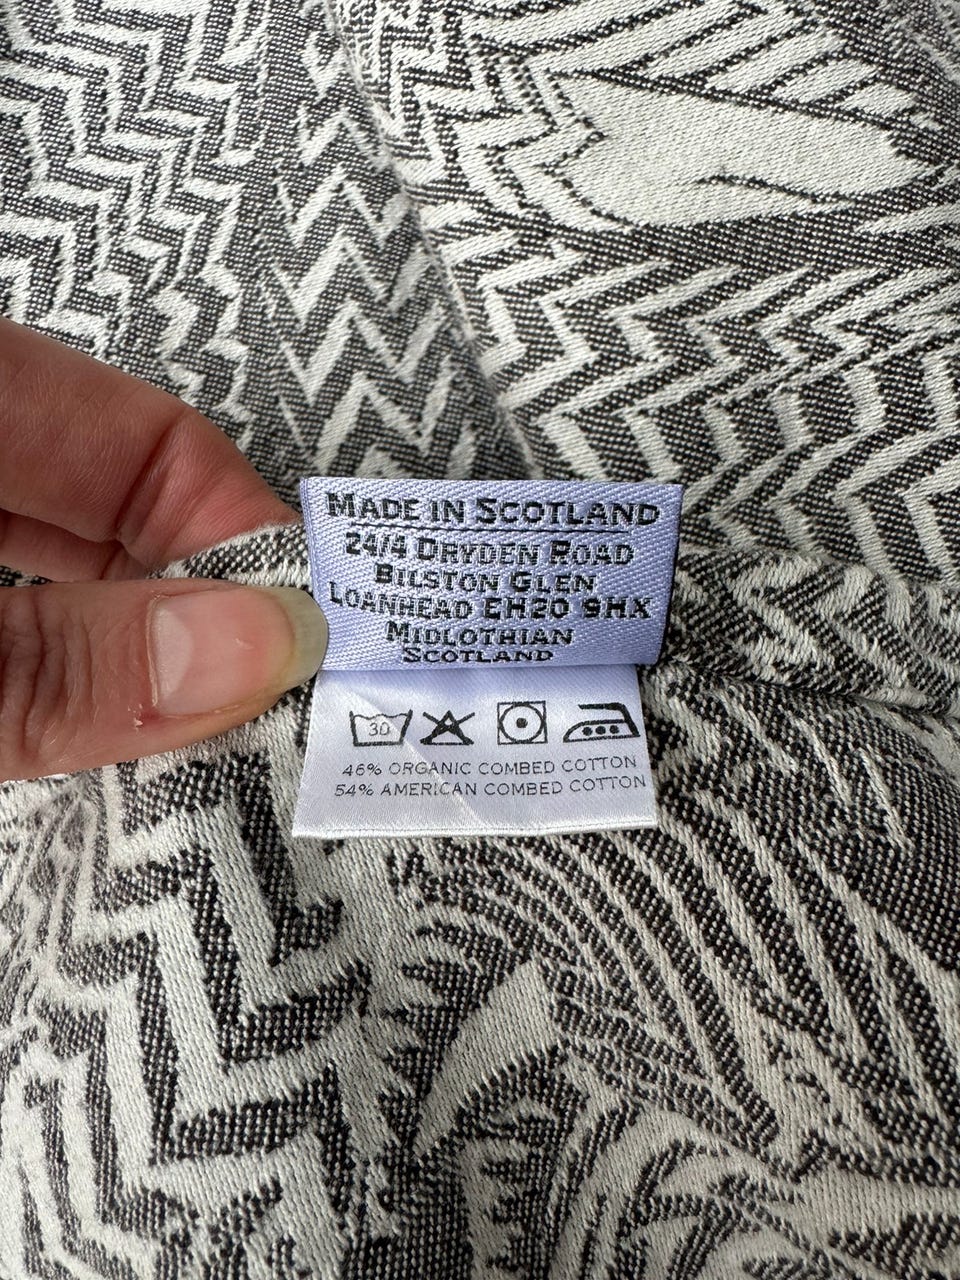 MADE IN SCOTLAND
24/4 DRYDEN ROAD
BILSTON GLEN
LOANHEAD EH20 9HX
MIDLOTHIAN
SCOTLAND
30
46% ORGANIC COMBED COTTON
54% AMERICAN COMBED COTTON